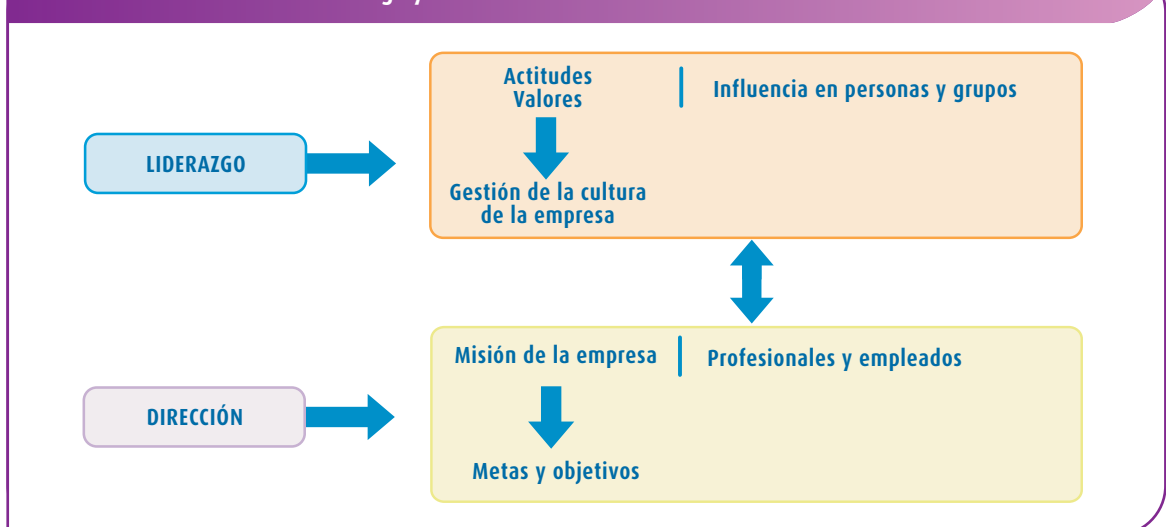 Actitudes
Valores
Influencia en personas y grupos
LIDERAZGO
Gestión de la cultura
de la empresa
Misión de la empresa
Profesionales y empleados
DIRECCIÓN
Metas y objetivos